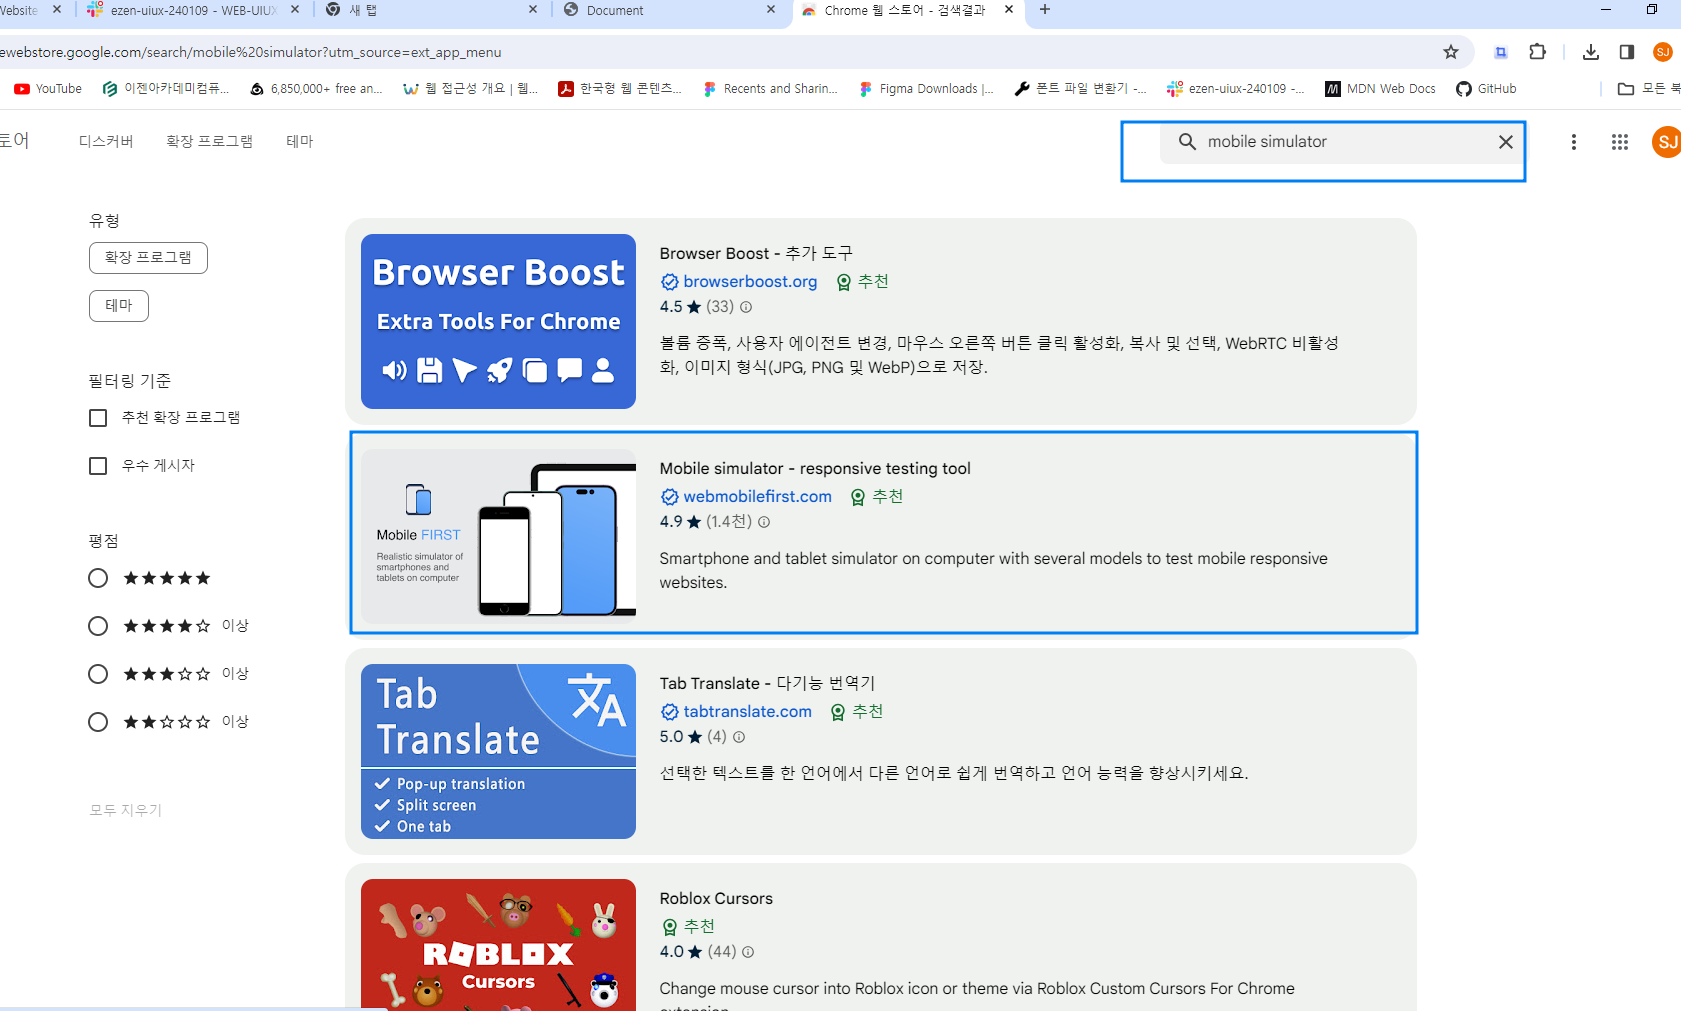 Website
ezen-uiux-240109 - WEB-UIUX
새 탭
Document
Chrome 웹 스토어 - 검색결과
ewebstore.google.com/search/mobile%20simulator?utm_source=ext_app_menu
SJ
YouTube
이젠아카데미컴퓨...
6,850,000+ free an...
웹 접근성 개요 | 웹...
한국형 웹 콘텐츠...
Recents and Sharin...
Figma Downloads |...
폰트 파일 변환기 -...
ezen-uiux-240109 -...
MDN Web Docs
GitHub
모든 북
토어
디스커버
확장 프로그램
테마
mobile simulator
SJ
유형
확장 프로그램
테마
필터링 기준
추천 확장 프로그램
우수 게시자
평점
★★★★★
★★★★☆ 이상
★★★☆☆ 이상
★★☆☆☆ 이상
모두 지우기
Browser Boost
Extra Tools For Chrome
Browser Boost - 추가 도구
browserboost.org 추천
4.5 ★ (33)
볼륨 증폭, 사용자 에이전트 변경, 마우스 오른쪽 버튼 클릭 활성화, 복사 및 선택, WebRTC 비활성
화, 이미지 형식(JPG, PNG 및 WebP)으로 저장.
Mobile FIRST
Realistic simulator of
smartphones and
tablets on computer
Mobile simulator - responsive testing tool
webmobilefirst.com 추천
4.9 ★ (1.4천)
Smartphone and tablet simulator on computer with several models to test mobile responsive
websites.
Tab
Translate
文A
✓ Pop-up translation
✓ Split screen
✓ One tab
Tab Translate - 다기능 번역기
tabtranslate.com 추천
5.0 ★ (4)
선택한 텍스트를 한 언어에서 다른 언어로 쉽게 번역하고 언어 능력을 향상시키세요.
ROBLOX
Cursors
Roblox Cursors
추천
4.0 ★ (44)
Change mouse cursor into Roblox icon or theme via Roblox Custom Cursors For Chrome
extension